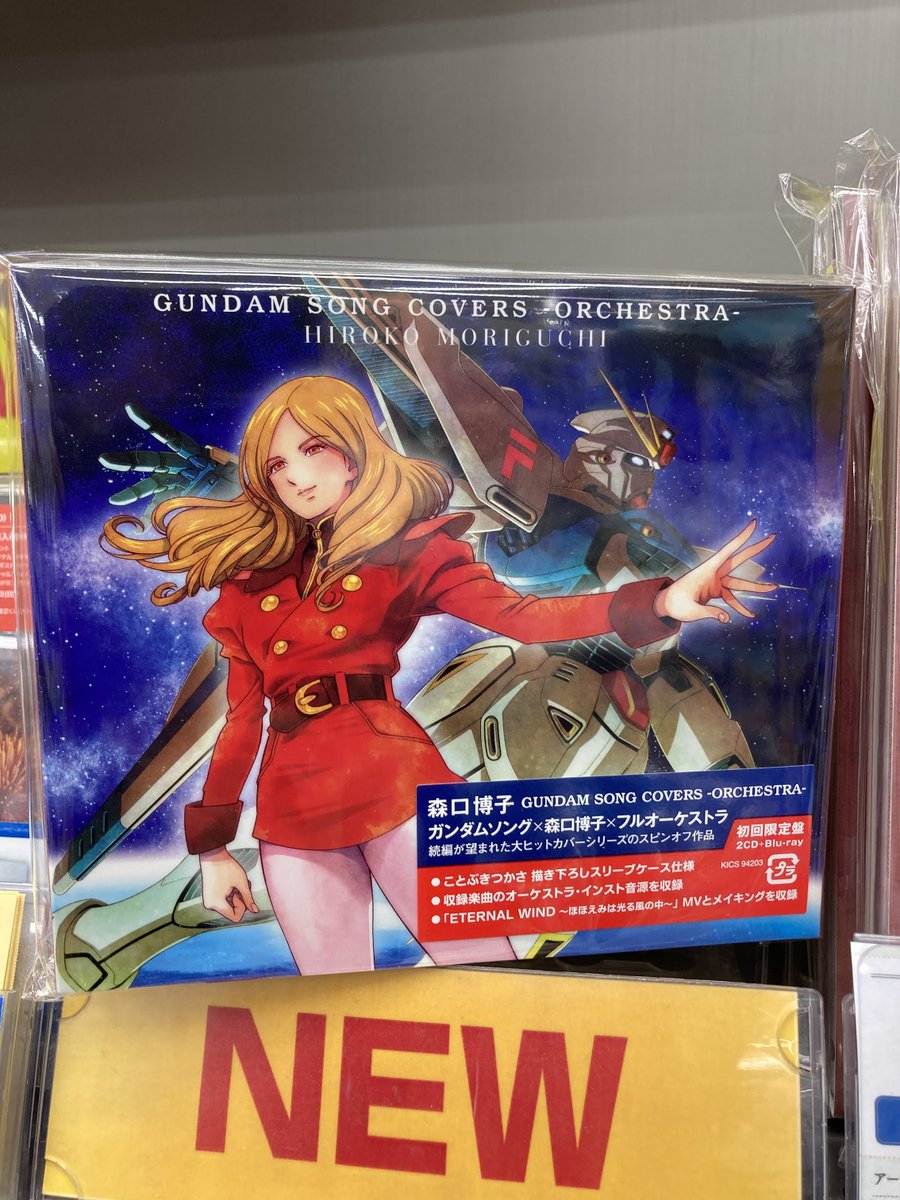 GUNDAM SONG COVERS -ORCHESTRA-
HIROKO MORIGUCHI
F
森口博子 GUNDAM SONG COVERS -ORCHESTRA-
ガンダムソング×森口博子×フルオーケストラ
続編が望まれた大ヒットカバーシリーズのスピンオフ作品
初回限定盤
2CD+Blu-ray
KICS 94203
プラ
●ことぶきつかさ 描き下ろしスリーブケース仕様
●収録楽曲のオーケストラ・インスト音源を収録
●「ETERNAL WIND ～ほほえみは光る風の中～」MVとメイキングを収録
NEW